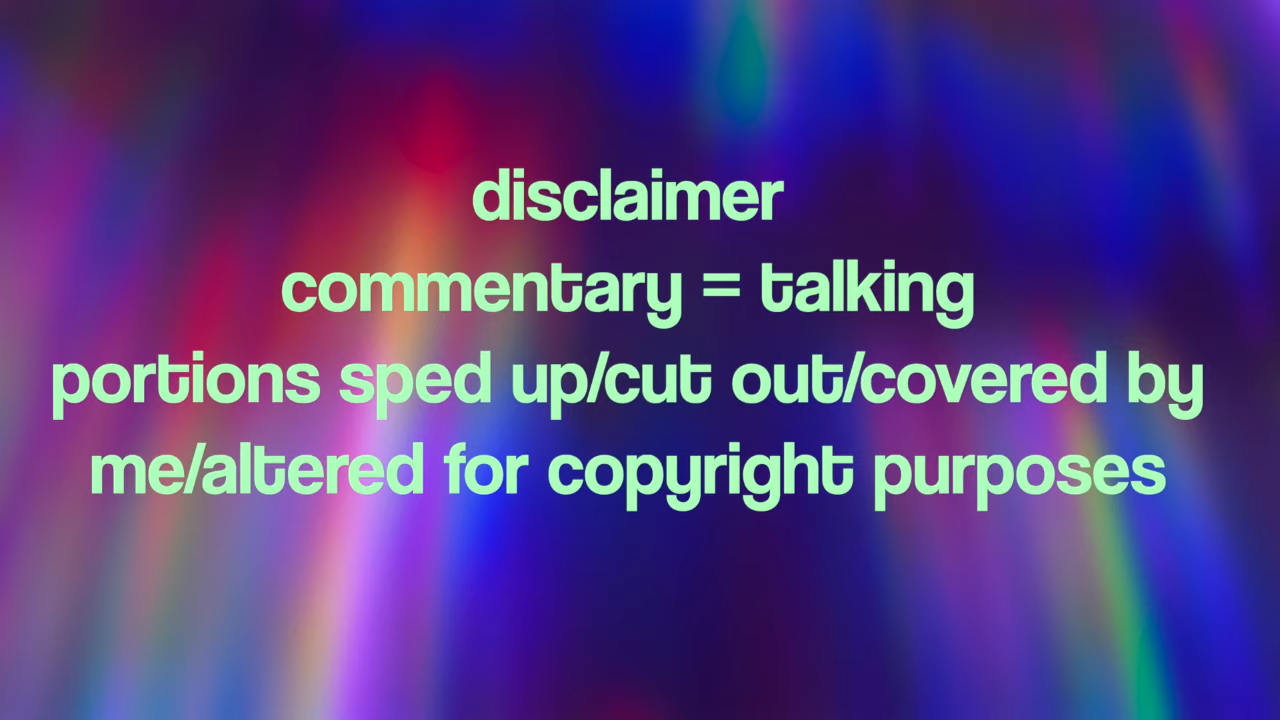 disclaimer
commentary = talking
portions sped up/cut out/covered by
me/altered for copyright purposes